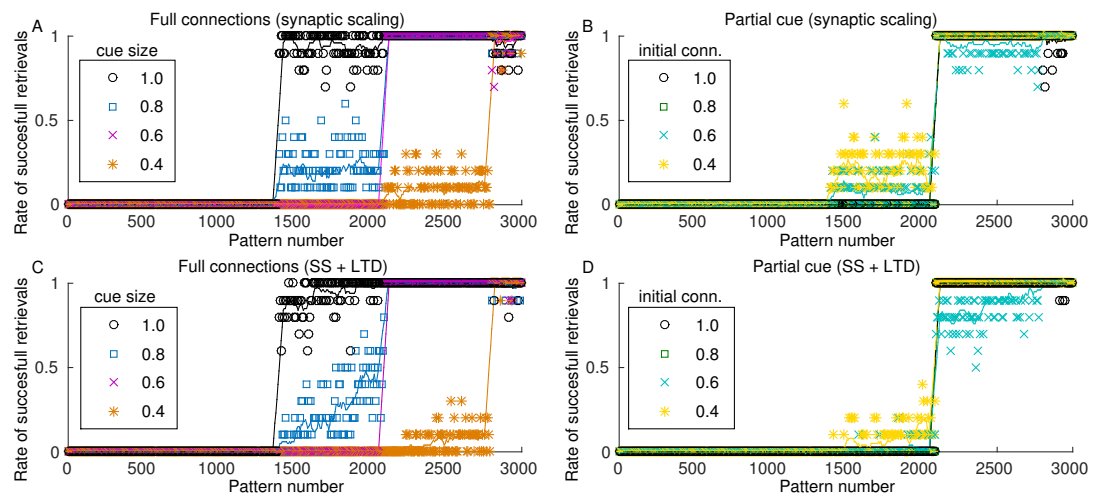 A
Full connections (synaptic scaling)
Rate of succesfull retrievals
1
0.5
0
cue size
1.0
0.8
0.6
0.4
0 500 1000 1500 2000 2500 3000
Pattern number
B
Partial cue (synaptic scaling)
Rate of succesfull retrievals
1
0.5
0
initial conn.
1.0
0.8
0.6
0.4
0 500 1000 1500 2000 2500 3000
Pattern number
C
Full connections (SS + LTD)
Rate of succesfull retrievals
1
0.5
0
cue size
1.0
0.8
0.6
0.4
0 500 1000 1500 2000 2500 3000
Pattern number
D
Partial cue (SS + LTD)
Rate of succesfull retrievals
1
0.5
0
initial conn.
1.0
0.8
0.6
0.4
0 500 1000 1500 2000 2500 3000
Pattern number